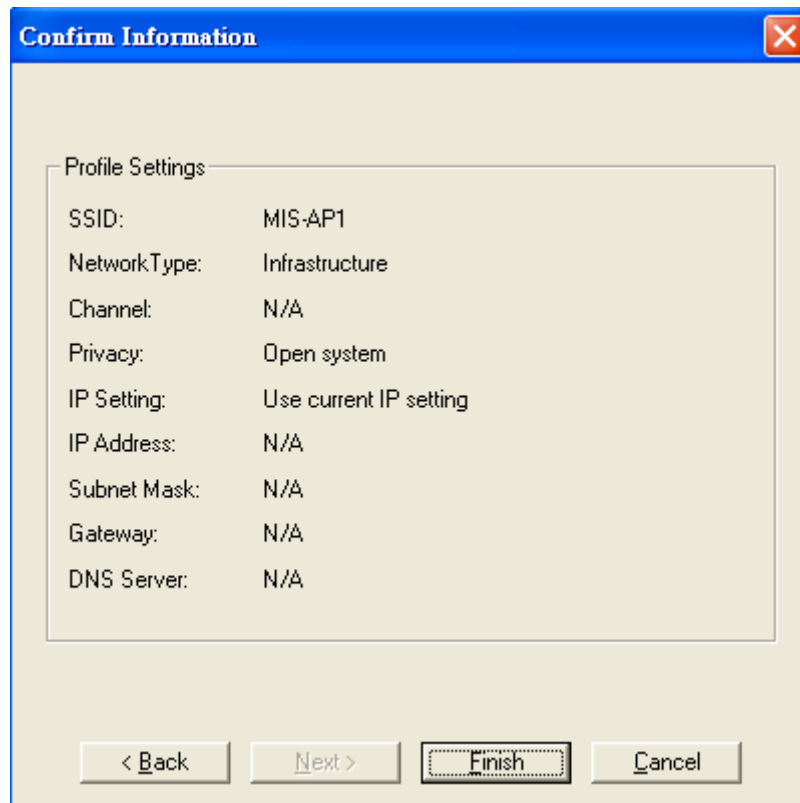 Confirm Information
Profile Settings
SSID: MIS-AP1
NetworkType: Infrastructure
Channel: N/A
Privacy: Open system
IP Setting: Use current IP setting
IP Address: N/A
Subnet Mask: N/A
Gateway: N/A
DNS Server: N/A
< Back Next > Finish Cancel